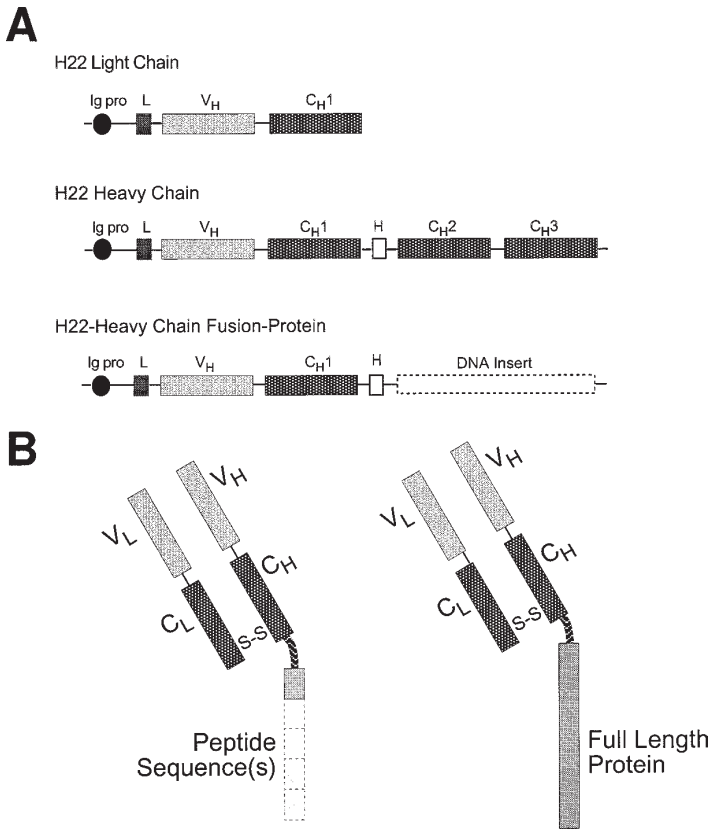 A
H22 Light Chain
Ig pro L VH CH1
H22 Heavy Chain
Ig pro L VH CH1 H CH2 CH3
H22-Heavy Chain Fusion-Protein
Ig pro L VH CH1 H DNA Insert
B
VL VH
CL CH
S-S
Peptide
Sequence(s)
VL VH
CL CH
S-S
Full Length
Protein